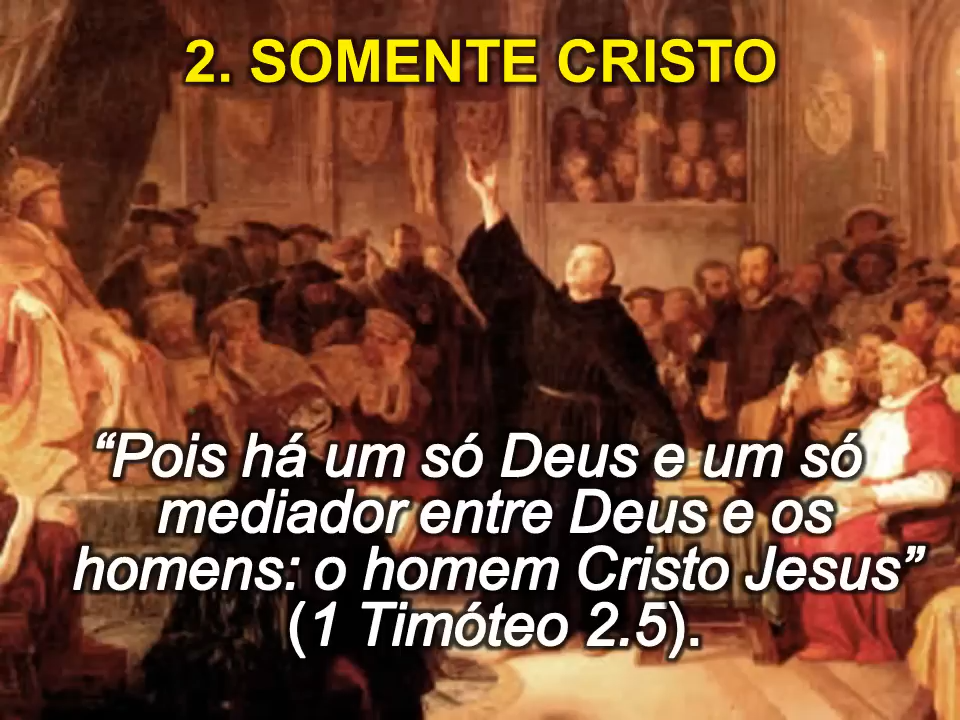 2. SOMENTE CRISTO
“Pois há um só Deus e um só
mediador entre Deus e os
homens: o homem Cristo Jesus”
(1 Timóteo 2.5).